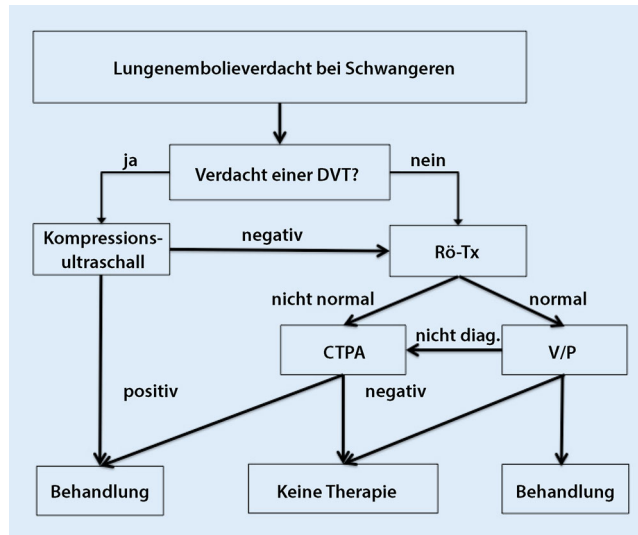 Lungenembolieverdacht bei Schwangeren
ja
Verdacht einer DVT?
nein
Kompressions-
ultraschall
negativ
Rö-Tx
nicht normal
normal
CTPA
nicht diag.
V/P
positiv
negativ
Behandlung
Keine Therapie
Behandlung